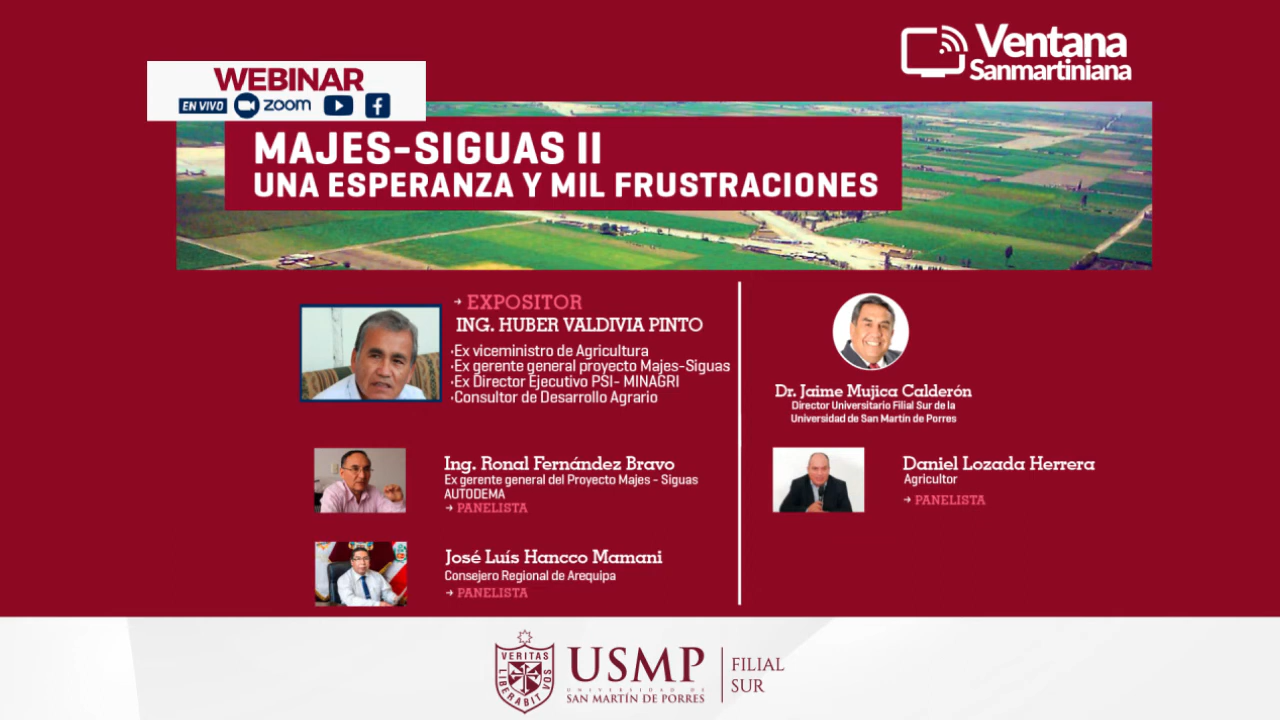 Ventana
Sanmartiniana
WEBINAR
EN VIVO zoom
MAJES-SIGUAS II
UNA ESPERANZA Y MIL FRUSTRACIONES
EXPOSITOR
ING. HUBER VALDIVIA PINTO
·Ex viceministro de Agricultura
·Ex gerente general proyecto Majes-Siguas
·Ex Director Ejecutivo PSI- MINAGRI
·Consultor de Desarrollo Agrario
Dr. Jaime Mujica Calderón
Director Universitario Filial Sur de la
Universidad de San Martín de Porres
Ing. Ronal Fernández Bravo
Ex gerente general del Proyecto Majes - Siguas
AUTODEMA
PANELISTA
Daniel Lozada Herrera
Agricultor
PANELISTA
José Luís Hancco Mamani
Consejero Regional de Arequipa
PANELISTA
VERITAS
LIBERABIT VOS
USMP
UNIVERSIDAD DE
SAN MARTÍN DE PORRES
FILIAL
SUR